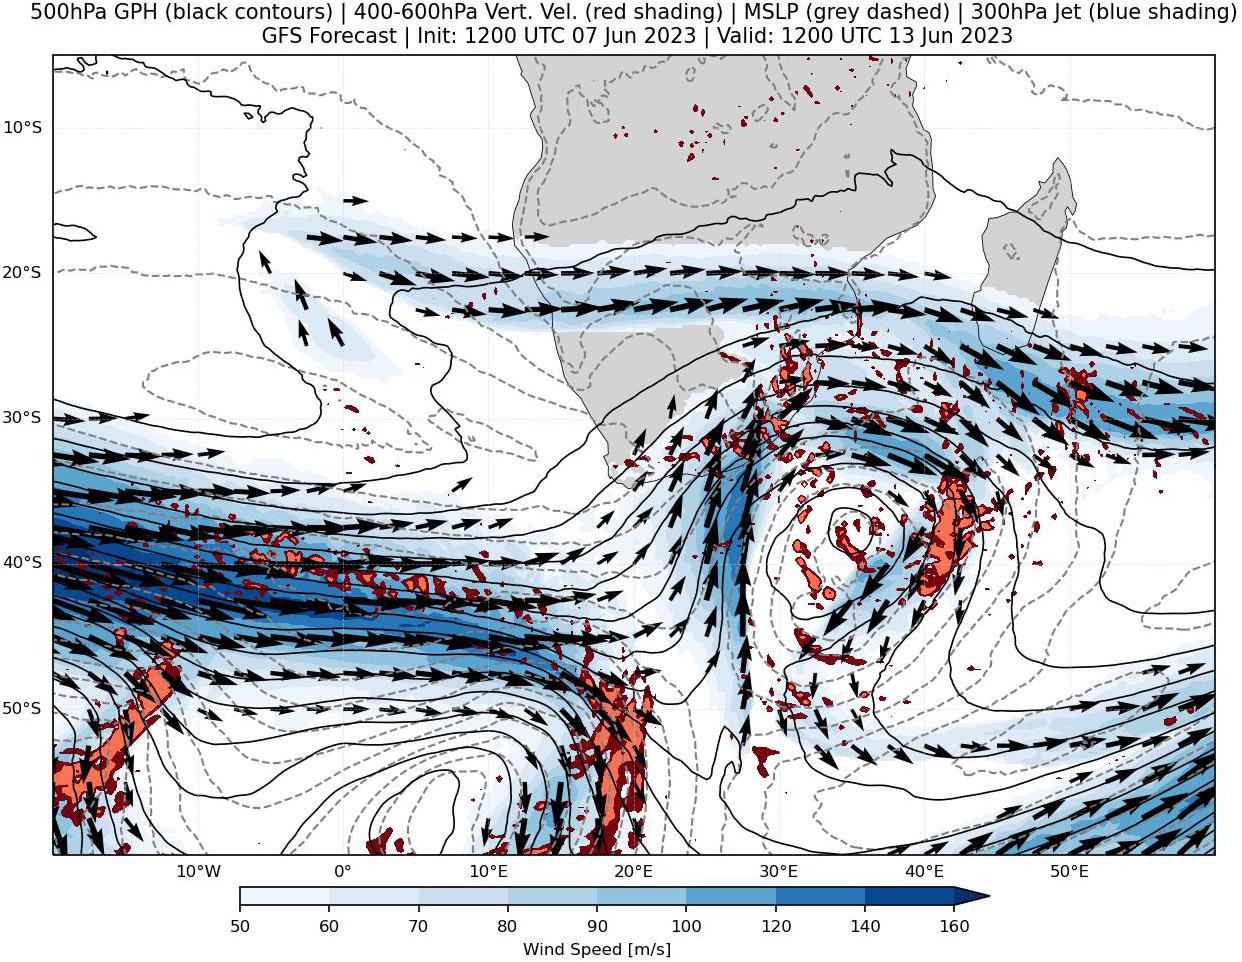 500hPa GPH (black contours) | 400-600hPa Vert. Vel. (red shading) | MSLP (grey dashed) | 300hPa Jet (blue shading)
GFS Forecast | Init: 1200 UTC 07 Jun 2023 | Valid: 1200 UTC 13 Jun 2023
10°S
20°S
30°S
40°S
50°S
10°W 0° 10°E 20°E 30°E 40°E 50°E
50 60 70 80 90 100 120 140 160
Wind Speed [m/s]